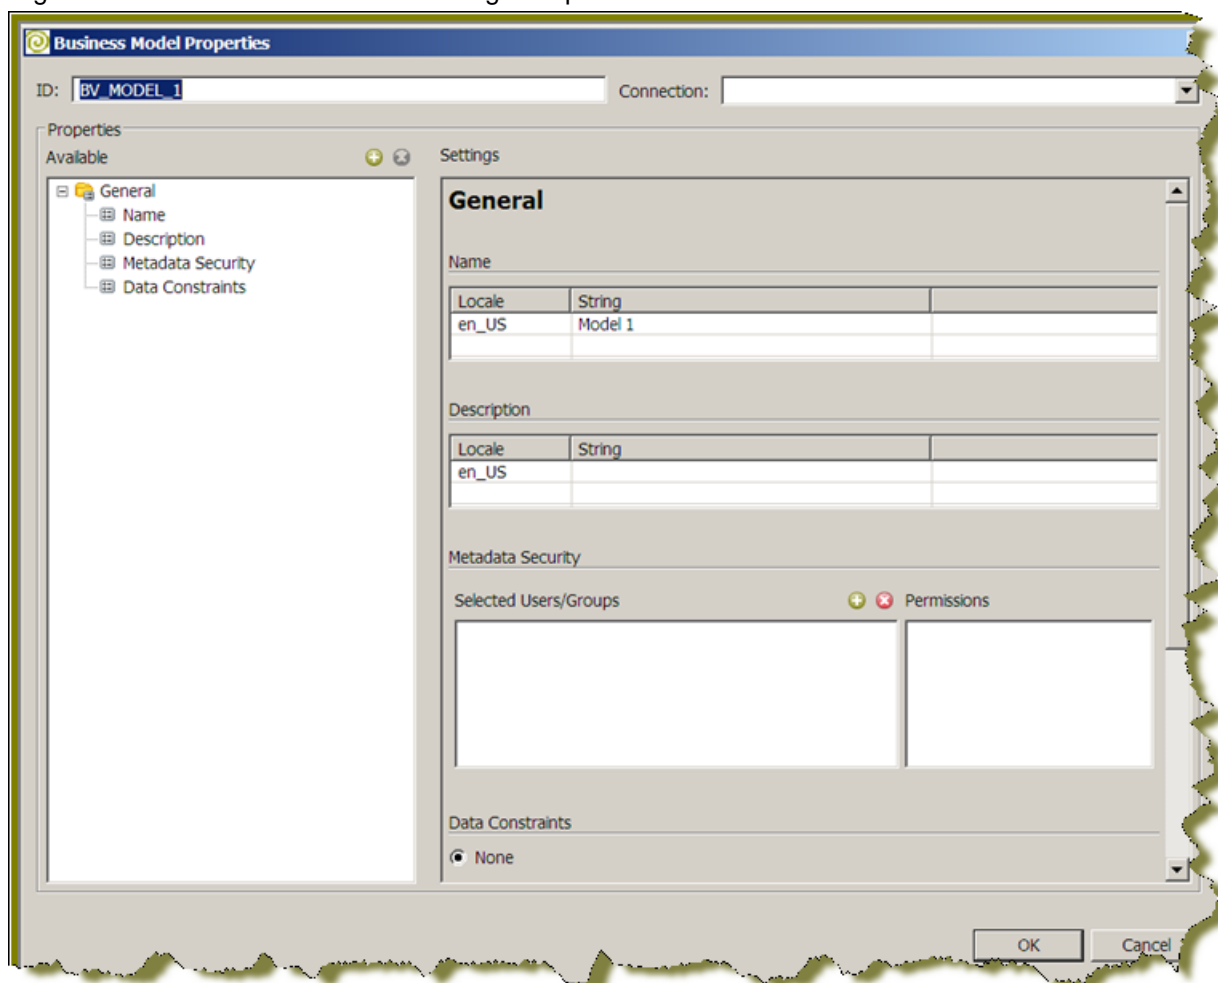 Business Model Properties
ID: BV_MODEL_1 Connection:
Properties
Available
Settings
General
Name
Description
Metadata Security
Data Constraints
General
Name
Locale String
en_US Model 1
Description
Locale String
en_US
Metadata Security
Selected Users/Groups Permissions
Data Constraints
None
OK Cancel